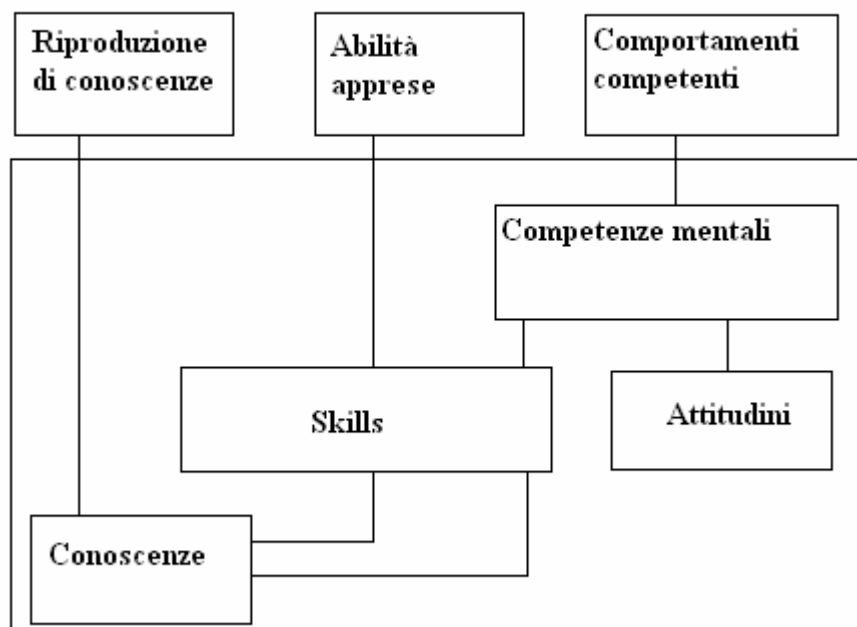 Riproduzione
di conoscenze
Abilità
apprese
Comportamenti
competenti
Competenze mentali
Skills
Attitudini
Conoscenze